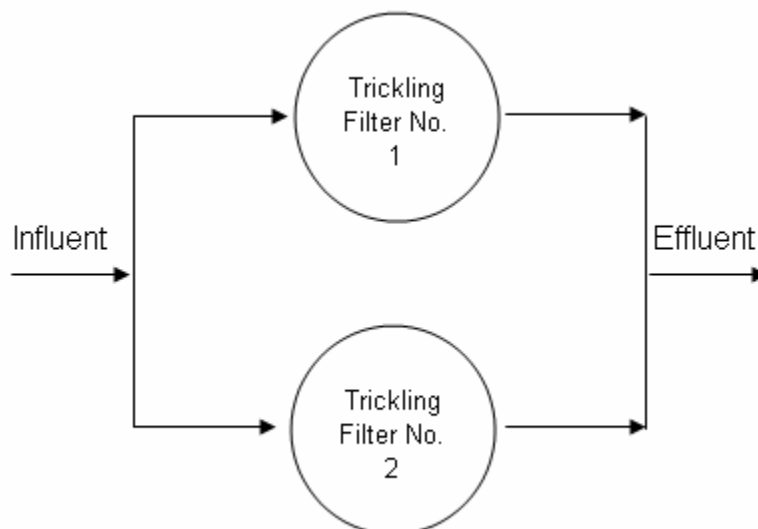 Trickling
Filter No.
1
Influent
Effluent
Trickling
Filter No.
2